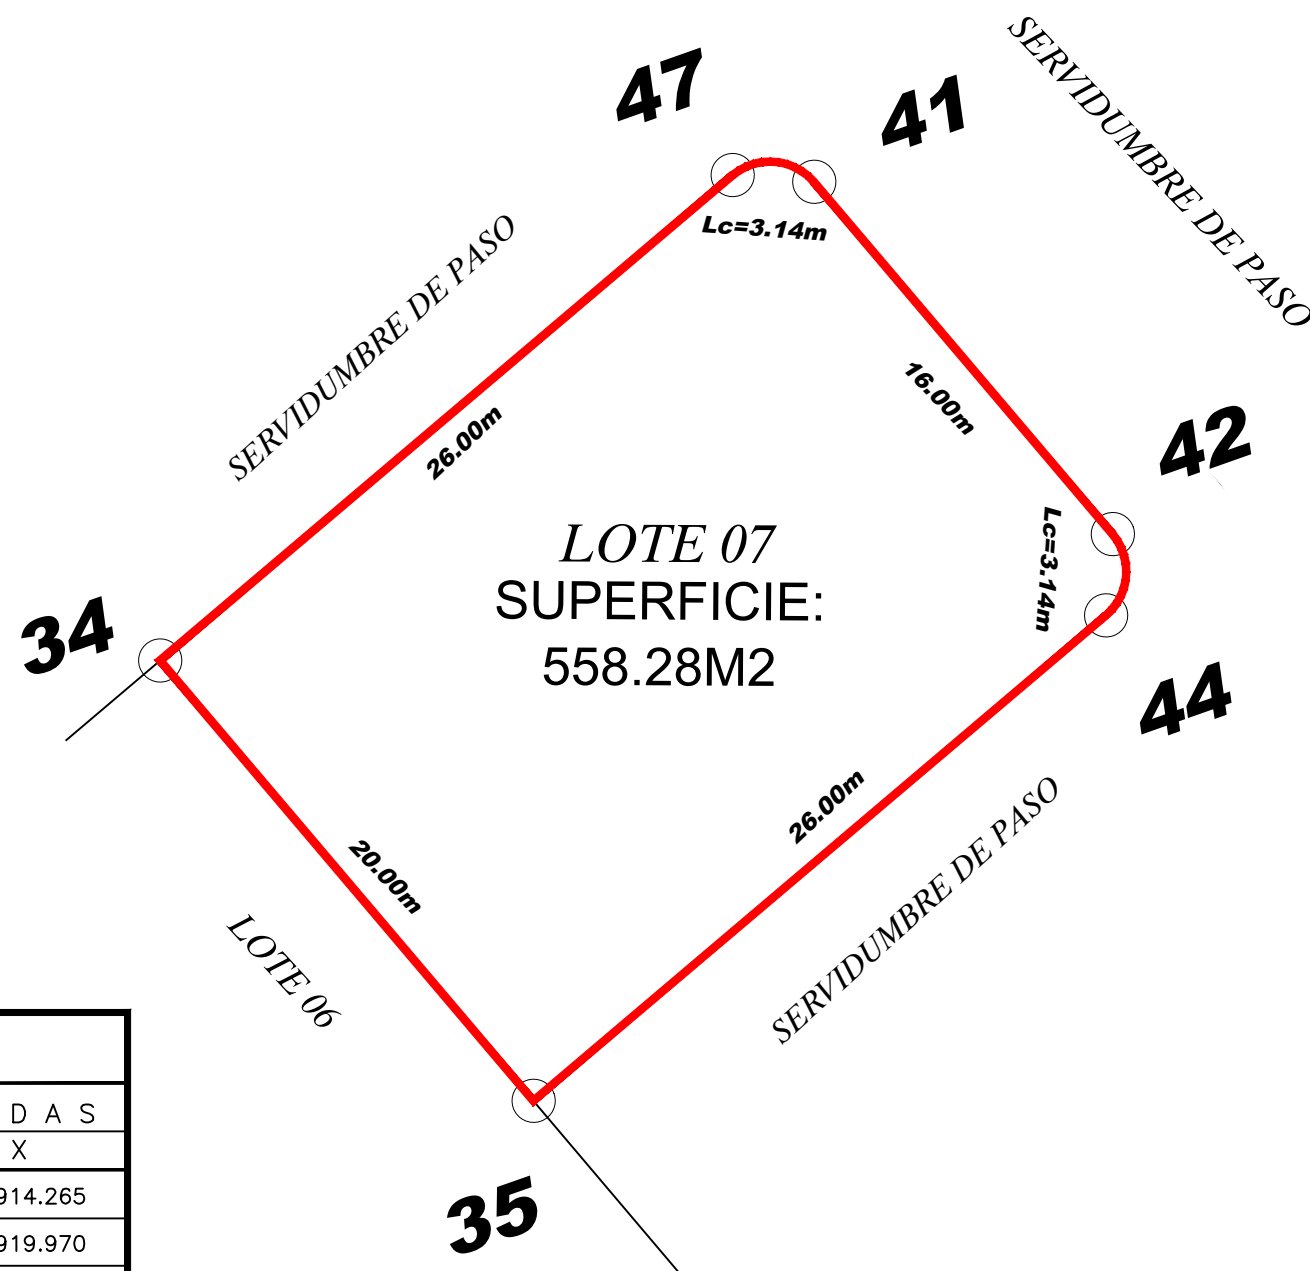 SERVIDUMBRE DE PASO
47
41
Lc=3.14m
SERVIDUMBRE DE PASO
26.00m
16.00m
42
Lc=3.14m
LOTE 07
SUPERFICIE:
558.28M2
34
44
26.00m
20.00m
SERVIDUMBRE DE PASO
LOTE 06
35
D A S
X
914.265
919.970